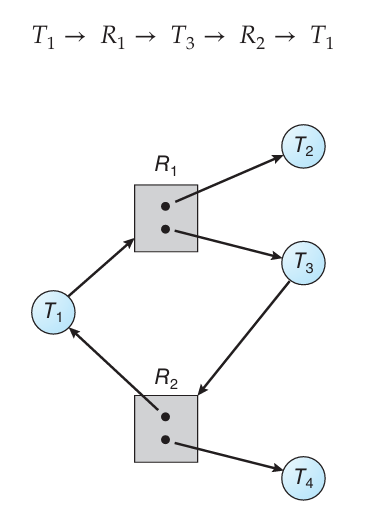 T₁ → R₁ → T₃ → R₂ → T₁
T₂
R₁
T₃
T₁
R₂
T₄